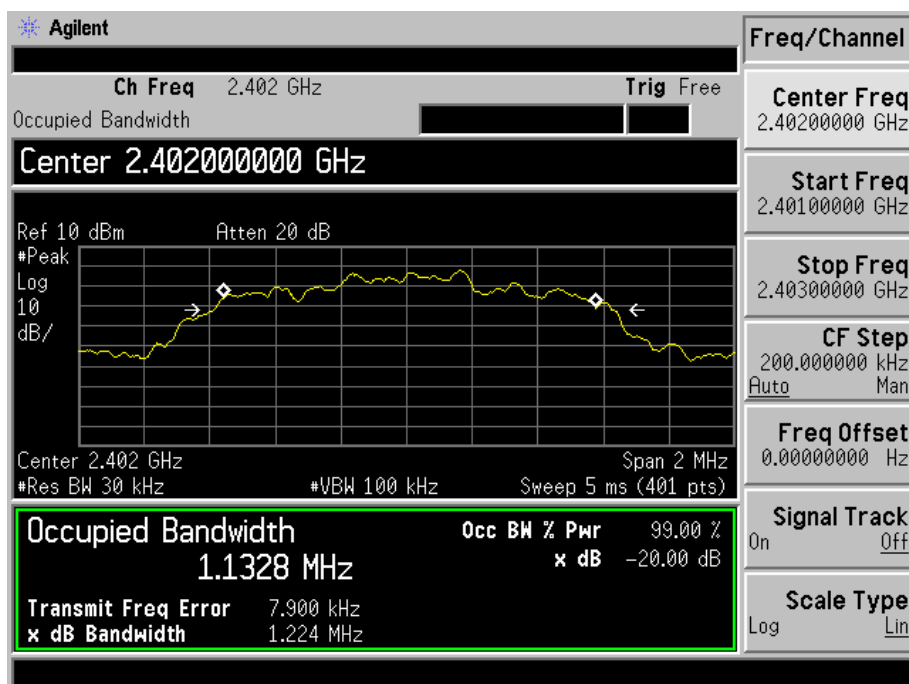 Agilent
Freq/Channel
Ch Freq 2.402 GHz Trig Free
Occupied Bandwidth
Center 2.402000000 GHz
Ref 10 dBm Atten 20 dB
#Peak
Log
10
dB/
Center 2.402 GHz Span 2 MHz
#Res BW 30 kHz #VBW 100 kHz Sweep 5 ms (401 pts)
Occupied Bandwidth Occ BW % Pwr 99.00 %
1.1328 MHz x dB -20.00 dB
Transmit Freq Error 7.900 kHz
x dB Bandwidth 1.224 MHz
Center Freq
2.40200000 GHz
Start Freq
2.40100000 GHz
Stop Freq
2.40300000 GHz
CF Step
200.000000 kHz
Auto Man
Freq Offset
0.00000000 Hz
Signal Track
On Off
Scale Type
Log Lin